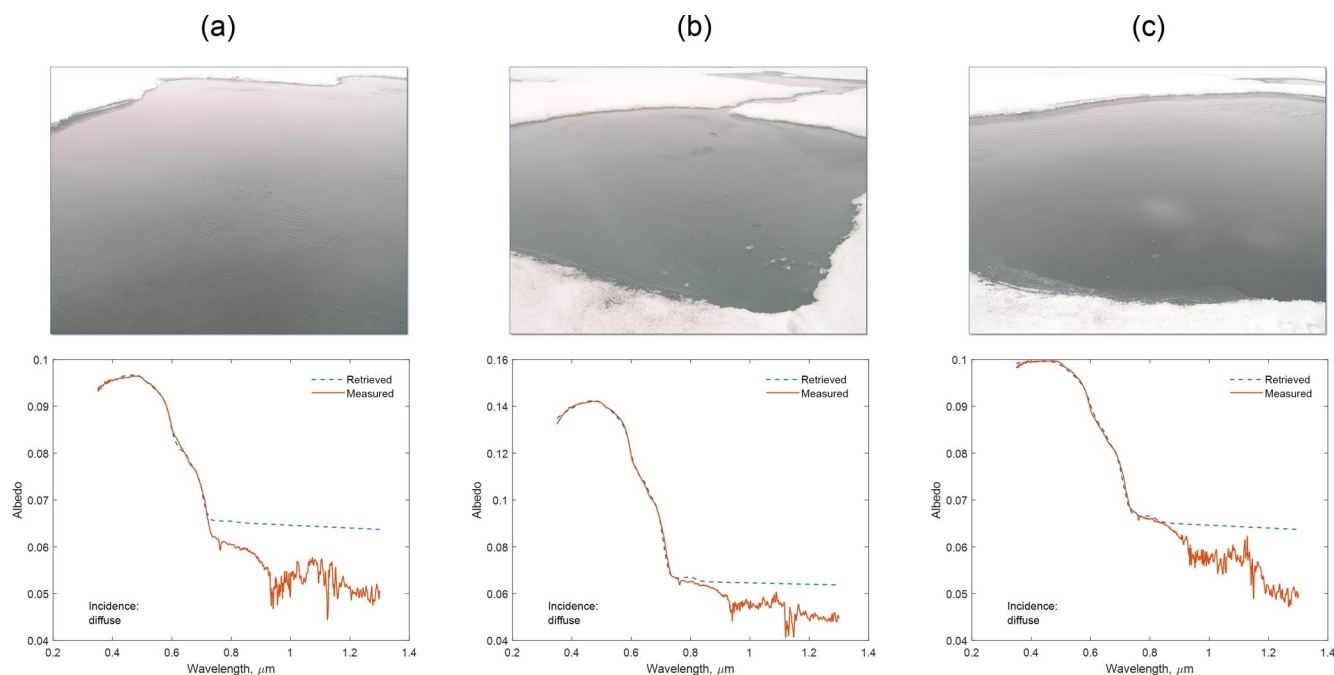 (a)
(b)
(c)
0.1
0.09
0.08
0.07
0.06
0.05
0.04
Albedo
Retrieved
Measured
Incidence:
diffuse
0.2 0.4 0.6 0.8 1 1.2 1.4
Wavelength, μm
0.16
0.14
0.12
0.1
0.08
0.06
0.04
Albedo
Retrieved
Measured
Incidence:
diffuse
0.2 0.4 0.6 0.8 1 1.2 1.4
Wavelength, μm
0.1
0.09
0.08
0.07
0.06
0.05
0.04
Albedo
Retrieved
Measured
Incidence:
diffuse
0.2 0.4 0.6 0.8 1 1.2 1.4
Wavelength, μm